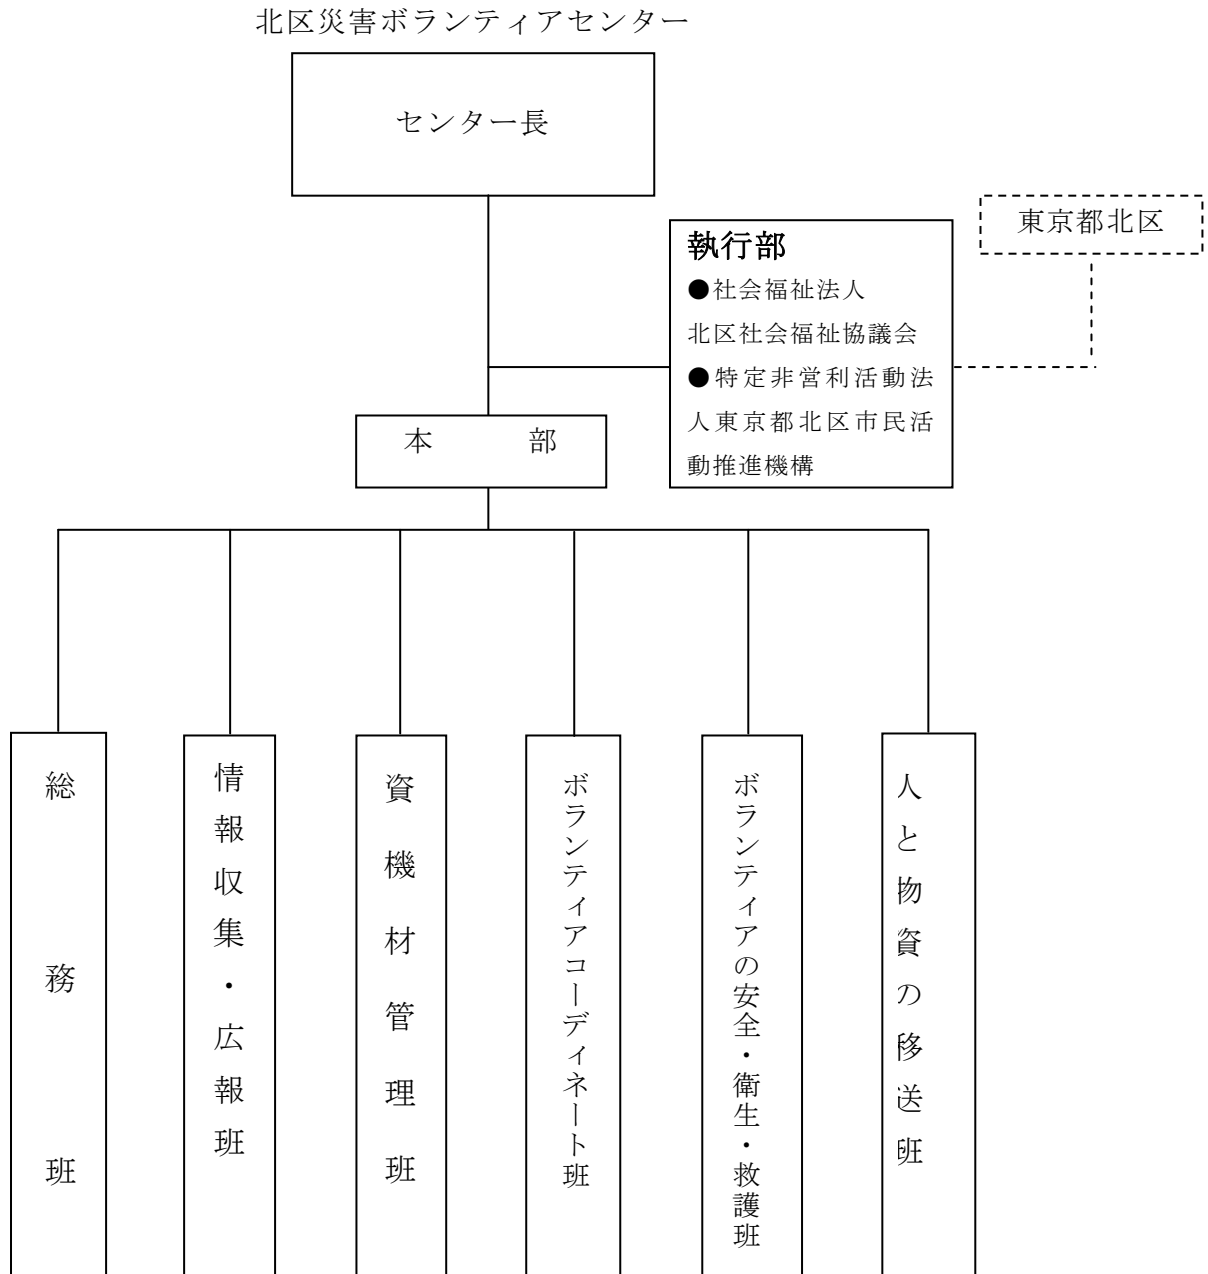 北区災害ボランティアセンター
センター長
東京都北区
執行部
●社会福祉法人
北区社会福祉協議会
●特定非営利活動法
人東京都北区市民活
動推進機構
本 部
総務班
情報収集・広報班
資機材管理班
ボランティアコーディネート班
ボランティアの安全・衛生・救護班
人と物資の移送班